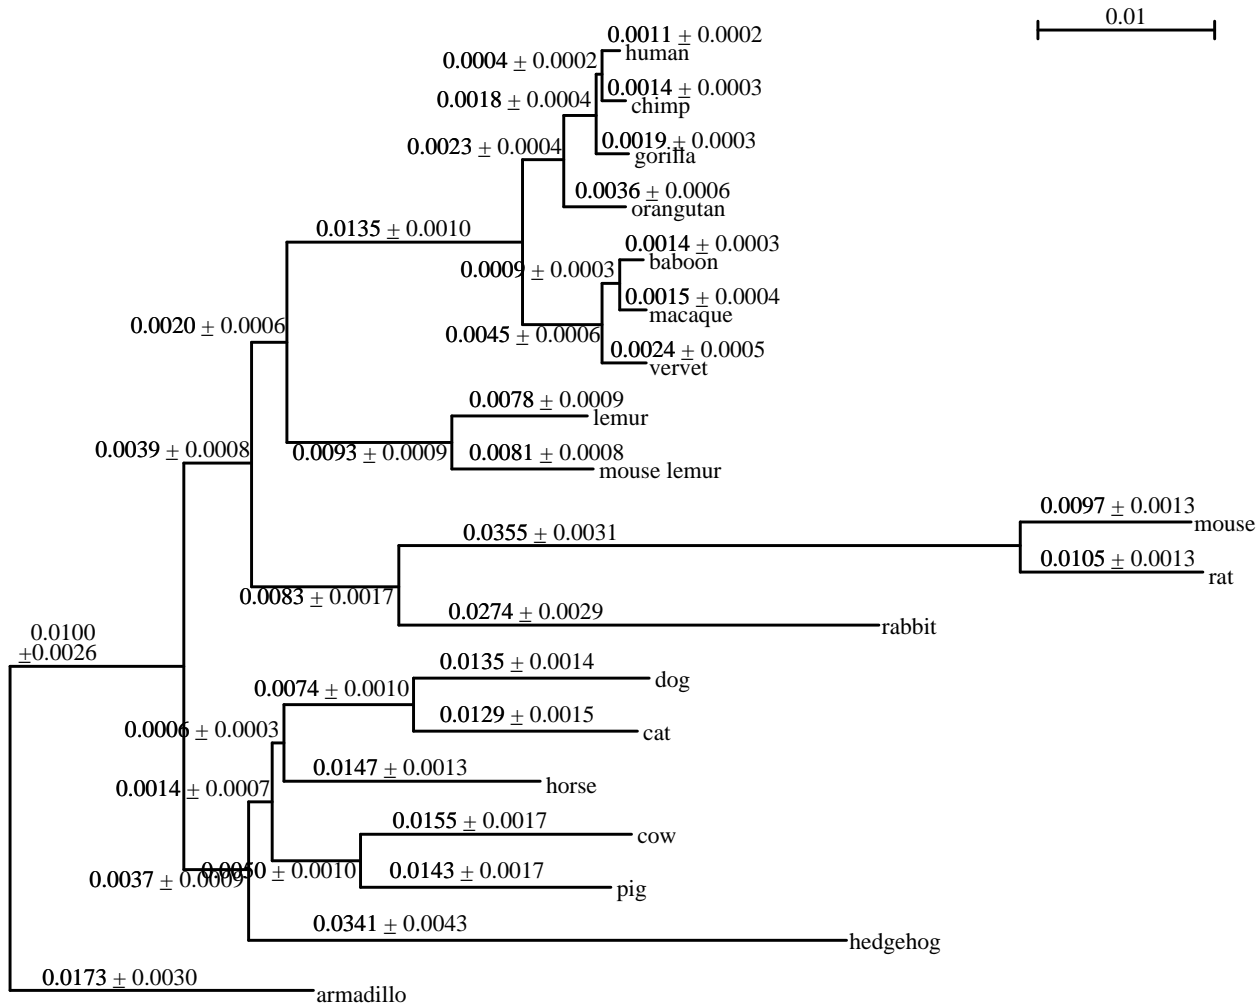 0.01
0.0011 ± 0.0002
human
0.0004 ± 0.0002
0.0014 ± 0.0003
chimp
0.0018 ± 0.0004
0.0019 ± 0.0003
gorilla
0.0023 ± 0.0004
0.0036 ± 0.0006
orangutan
0.0135 ± 0.0010
0.0014 ± 0.0003
baboon
0.0009 ± 0.0003
0.0015 ± 0.0004
macaque
0.0020 ± 0.0006
0.0045 ± 0.0006
0.0024 ± 0.0005
vervet
0.0078 ± 0.0009
lemur
0.0039 ± 0.0008
0.0093 ± 0.0009
0.0081 ± 0.0008
mouse lemur
0.0097 ± 0.0013
mouse
0.0355 ± 0.0031
0.0105 ± 0.0013
rat
0.0083 ± 0.0017
0.0274 ± 0.0029
rabbit
0.0100
±0.0026
0.0135 ± 0.0014
dog
0.0074 ± 0.0010
0.0129 ± 0.0015
cat
0.0006 ± 0.0003
0.0147 ± 0.0013
horse
0.0014 ± 0.0007
0.0155 ± 0.0017
cow
0.0037 ± 0.0009
0.0050 ± 0.0010
0.0143 ± 0.0017
pig
0.0341 ± 0.0043
hedgehog
0.0173 ± 0.0030
armadillo